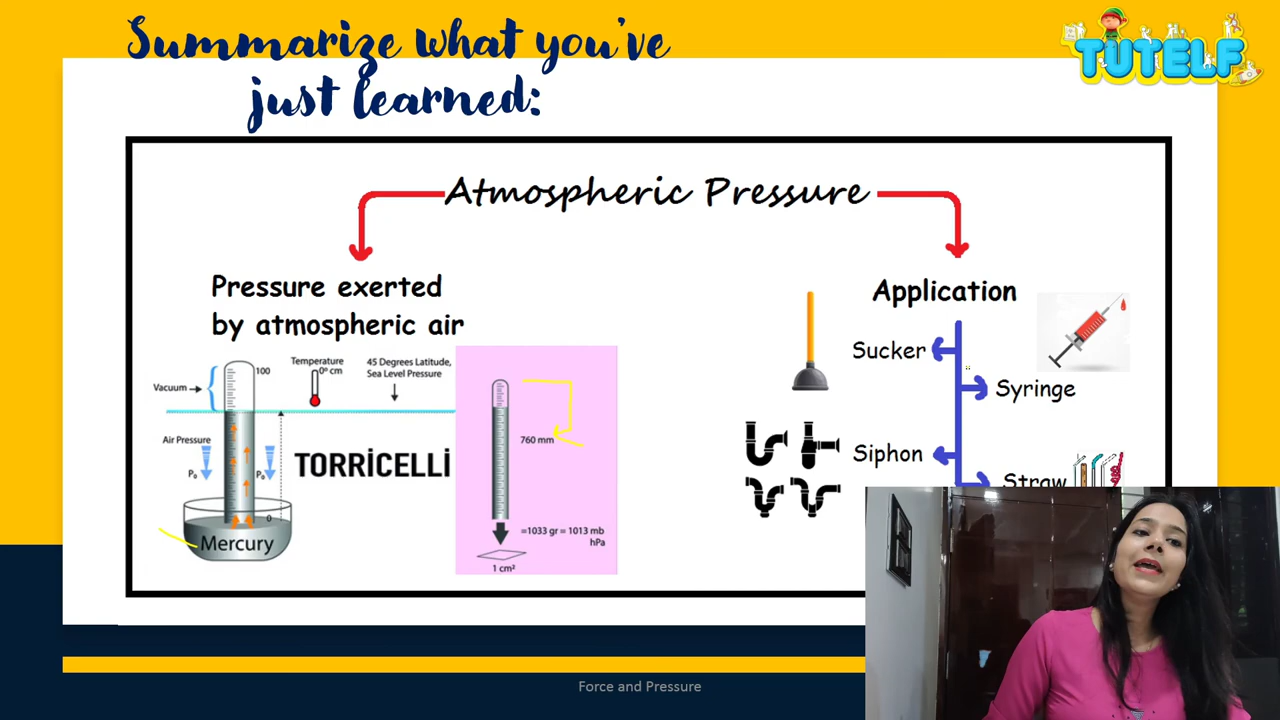 Summarize what you've
just learned:
TUTELF
Atmospheric Pressure
Pressure exerted
by atmospheric air
Vacuum
100
Temperature
0° cm
45 Degrees Latitude,
Sea Level Pressure
Air Pressure
P₀
P₀
0
TORRİCELLİ
Mercury
760 mm
=1033 gr = 1013 mb
hPa
1 cm²
Application
Sucker
Syringe
Siphon
Straw
Force and Pressure